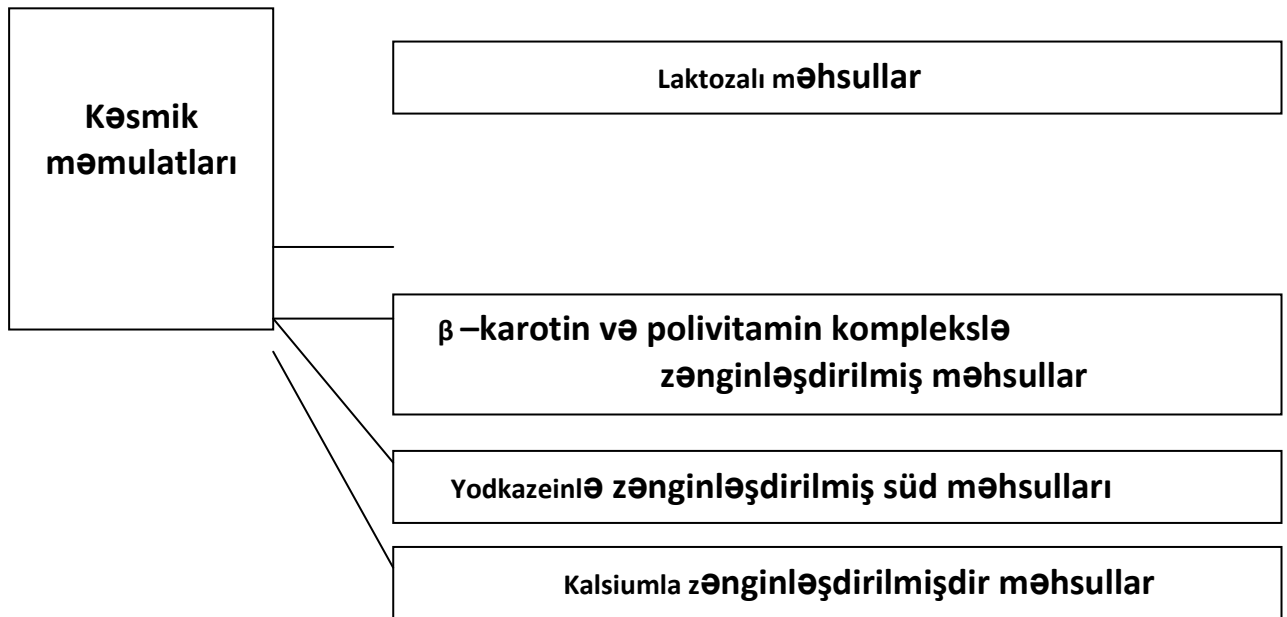 Kəsmik
məmulatları
Laktozalı məhsullar
β –karotin və polivitamin komplekslə
zənginləşdirilmiş məhsullar
Yodkazeinlə zənginləşdirilmiş süd məhsulları
Kalsiumla zənginləşdirilmişdir məhsullar